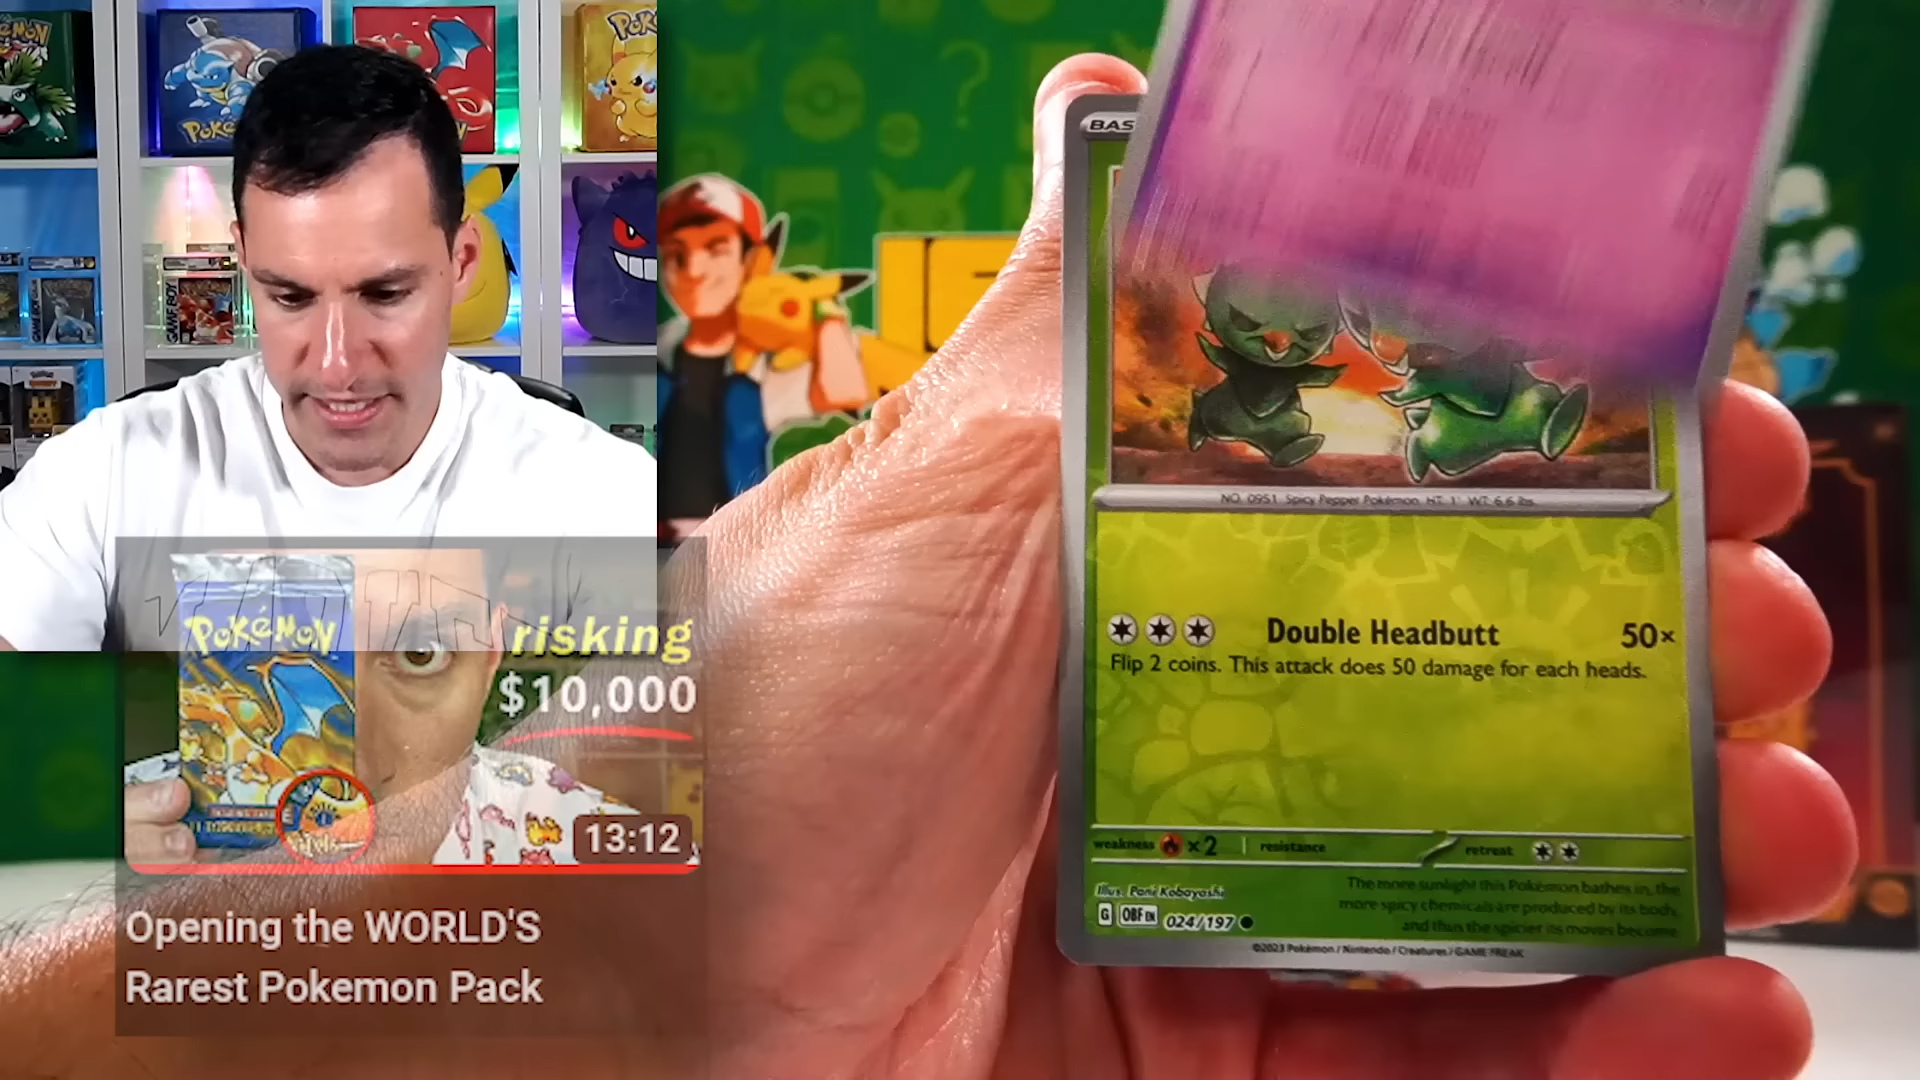 BAS
NO. 0951 Spicy Pepper Pokémon HT: 1' WT: 6.6 lbs.
Double Headbutt 50×
Flip 2 coins. This attack does 50 damage for each heads.
weakness ×2 resistance retreat
Illus. Pani Kobayashi
G OBF EN 024/197
The more sunlight this Pokémon bathes in, the
more spicy chemicals are produced by its body,
and thus the spicier its moves become.
©2023 Pokémon / Nintendo / Creatures / GAME FREAK
POKéMON
risking
$10,000
13:12
Opening the WORLD'S
Rarest Pokemon Pack
GAME BOY